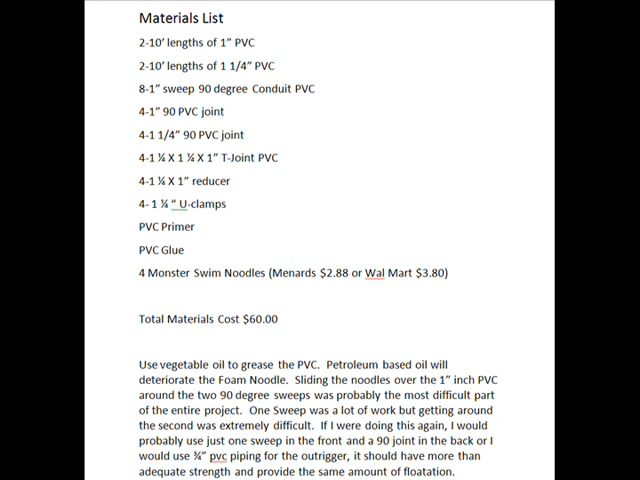 Materials List
2-10’ lengths of 1” PVC
2-10’ lengths of 1 1/4” PVC
8-1” sweep 90 degree Conduit PVC
4-1” 90 PVC joint
4-1 1/4” 90 PVC joint
4-1 ¼ X 1 ¼ X 1” T-Joint PVC
4-1 ¼ X 1” reducer
4- 1 ¼ “ U-clamps
PVC Primer
PVC Glue
4 Monster Swim Noodles (Menards $2.88 or Wal Mart $3.80)
Total Materials Cost $60.00
Use vegetable oil to grease the PVC.  Petroleum based oil will
deteriorate the Foam Noodle.  Sliding the noodles over the 1” inch PVC
around the two 90 degree sweeps was probably the most difficult part
of the entire project.  One Sweep was a lot of work but getting around
the second was extremely difficult.  If I were doing this again, I would
probably use just one sweep in the front and a 90 joint in the back or I
would use ¾” pvc piping for the outrigger, it should have more than
adequate strength and provide the same amount of floatation.